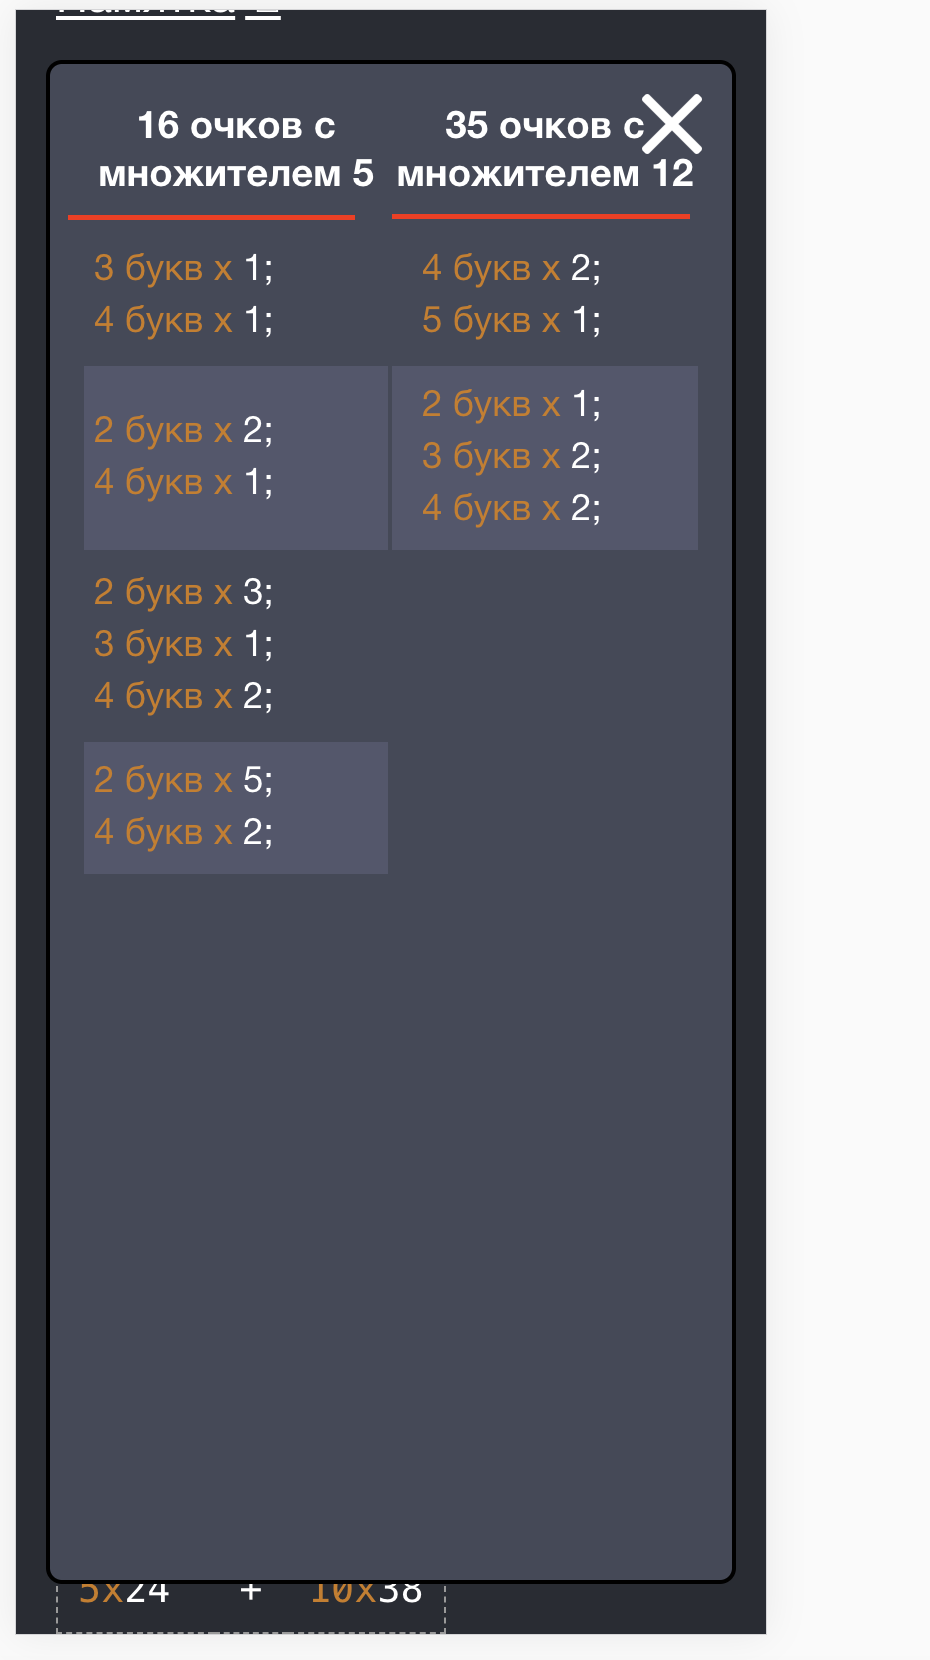 16 очков с
множителем 5
35 очков с
множителем 12
3 букв x 1;
4 букв x 1;
4 букв x 2;
5 букв x 1;
2 букв x 2;
4 букв x 1;
2 букв x 1;
3 букв x 2;
4 букв x 2;
2 букв x 3;
3 букв x 1;
4 букв x 2;
2 букв x 5;
4 букв x 2;
5x24 + 10x38